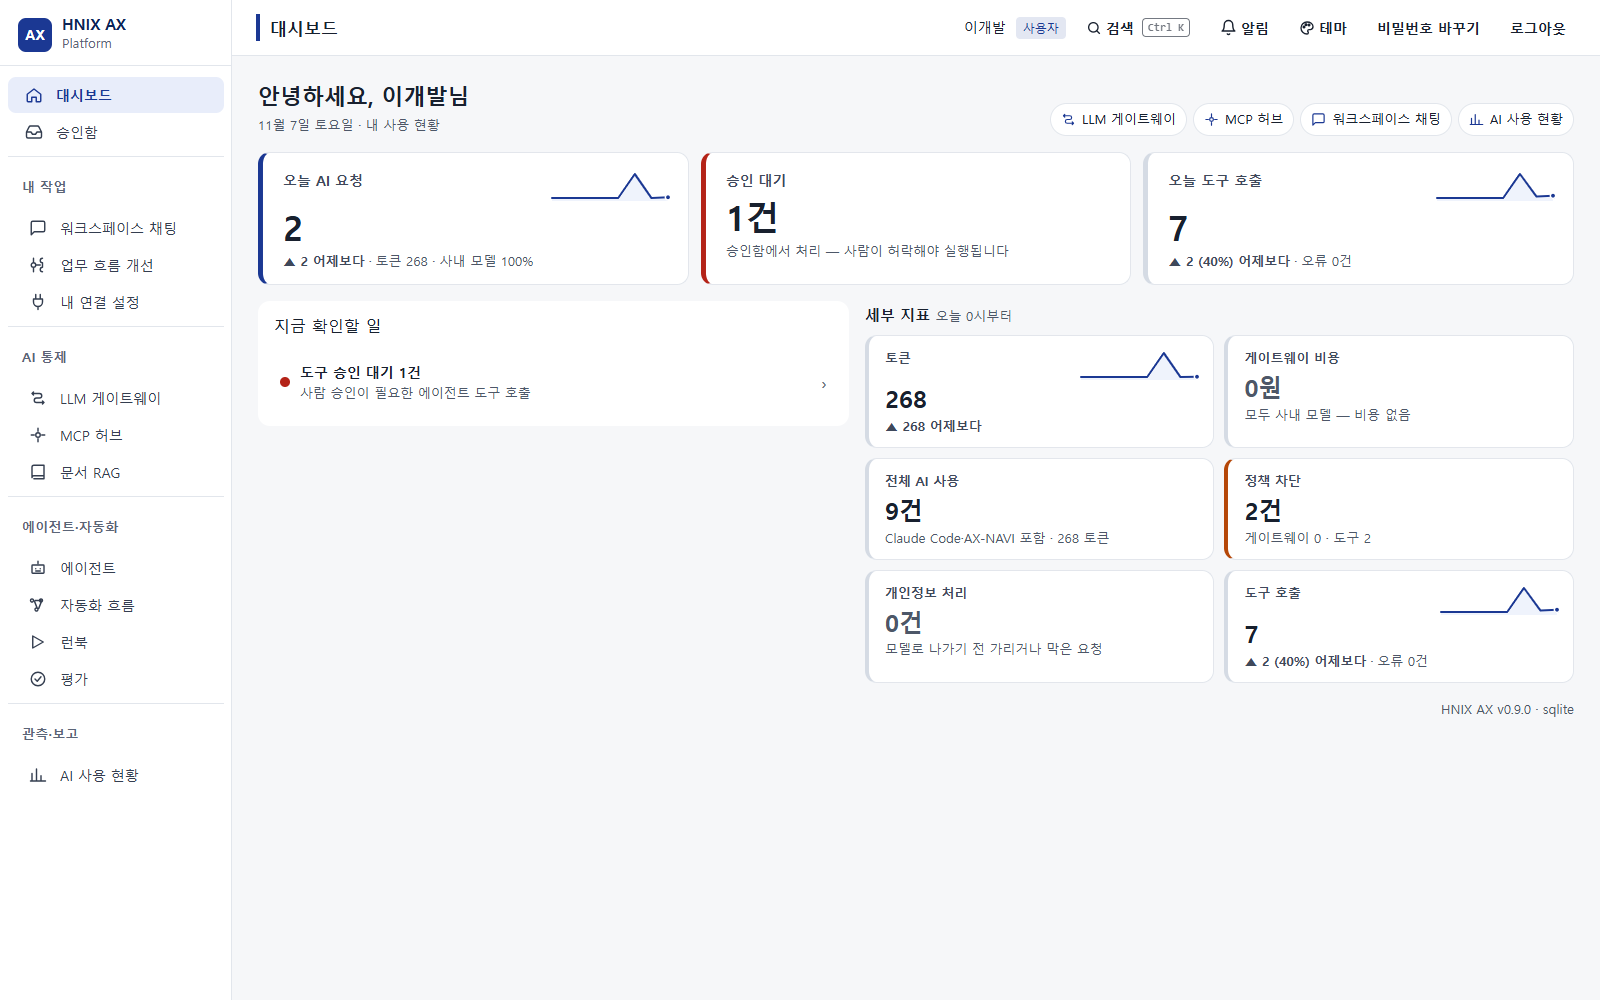 AX
HNIX AX
Platform
대시보드
승인함
내 작업
워크스페이스 채팅
업무 흐름 개선
내 연결 설정
AI 통제
LLM 게이트웨이
MCP 허브
문서 RAG
에이전트·자동화
에이전트
자동화 흐름
런북
평가
관측·보고
AI 사용 현황
대시보드
이개발 사용자 검색 Ctrl K 알림 테마 비밀번호 바꾸기 로그아웃
안녕하세요, 이개발님
11월 7일 토요일 · 내 사용 현황
LLM 게이트웨이 MCP 허브 워크스페이스 채팅 AI 사용 현황
오늘 AI 요청
2
▲ 2 어제보다 · 토큰 268 · 사내 모델 100%
승인 대기
1건
승인함에서 처리 — 사람이 허락해야 실행됩니다
오늘 도구 호출
7
▲ 2 (40%) 어제보다 · 오류 0건
지금 확인할 일
도구 승인 대기 1건
사람 승인이 필요한 에이전트 도구 호출
›
세부 지표 오늘 0시부터
토큰
268
▲ 268 어제보다
게이트웨이 비용
0원
모두 사내 모델 — 비용 없음
전체 AI 사용
9건
Claude Code·AX-NAVI 포함 · 268 토큰
정책 차단
2건
게이트웨이 0 · 도구 2
개인정보 처리
0건
모델로 나가기 전 가리거나 막은 요청
도구 호출
7
▲ 2 (40%) 어제보다 · 오류 0건
HNIX AX v0.9.0 · sqlite